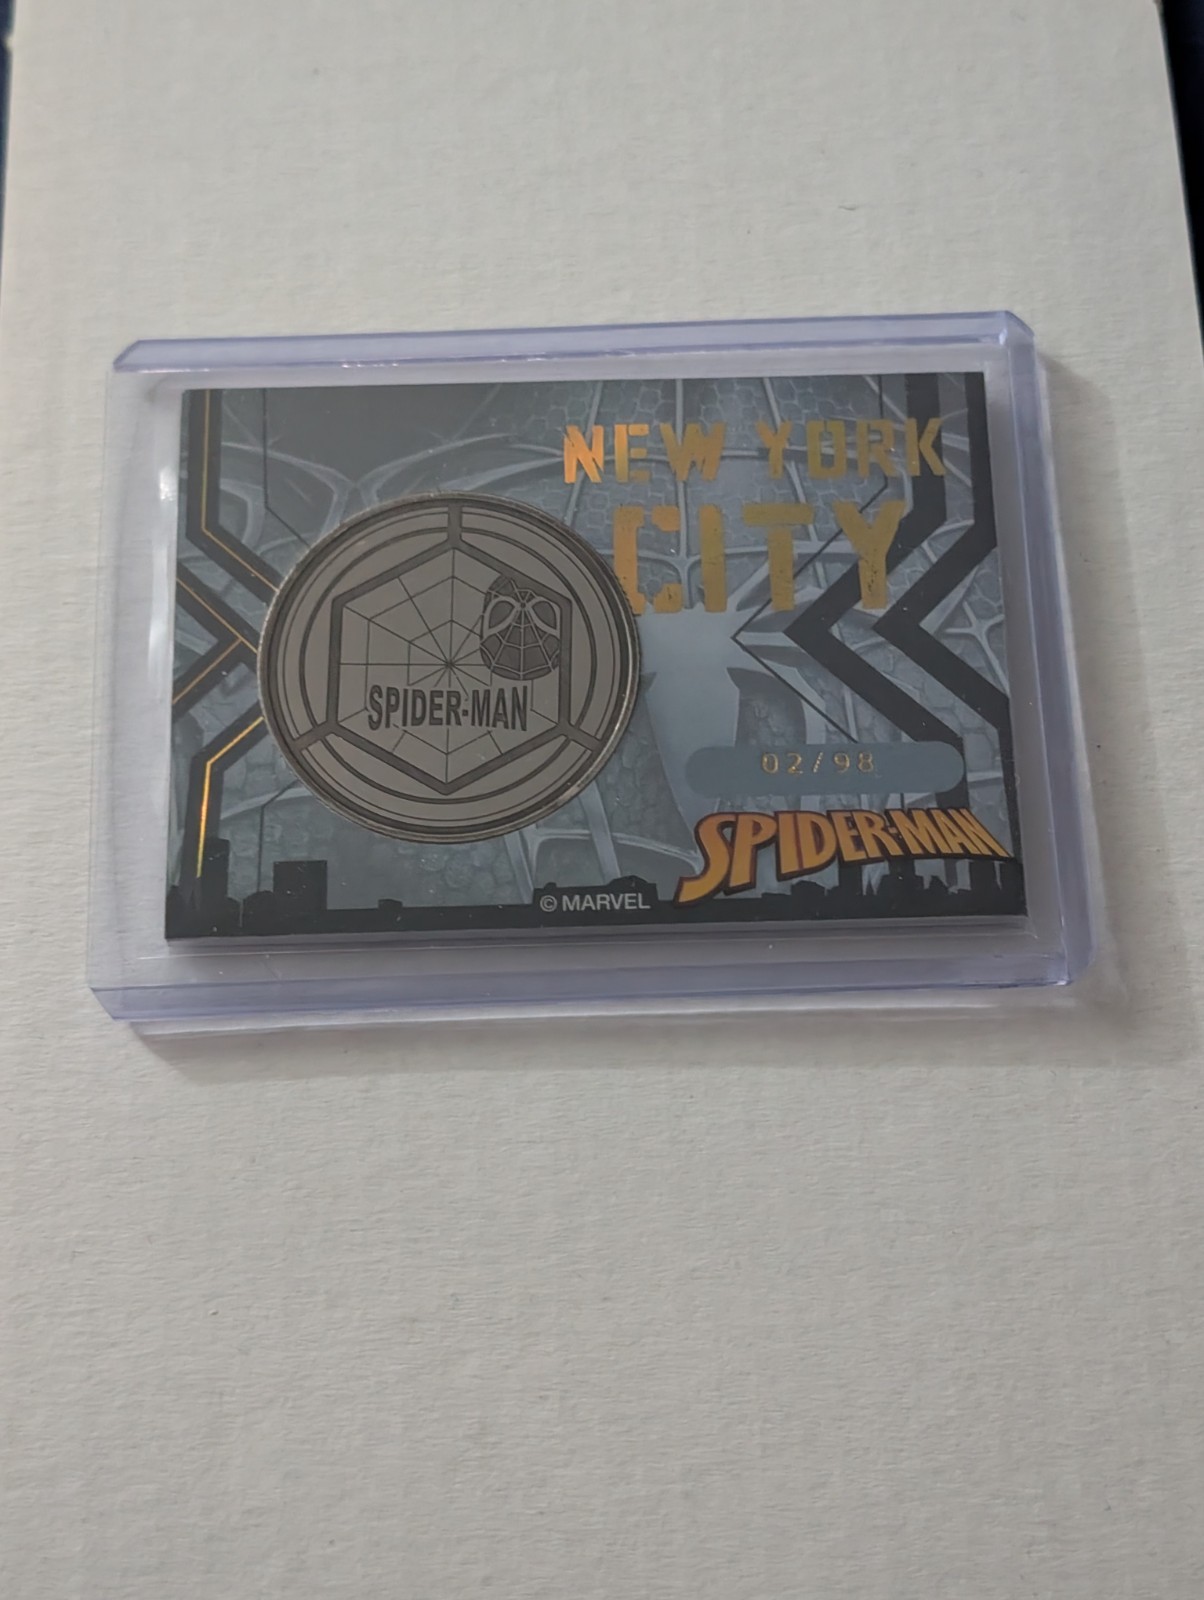 NEW YORK
CITY
SPIDER-MAN
02/98
SPIDER-MAN
© MARVEL